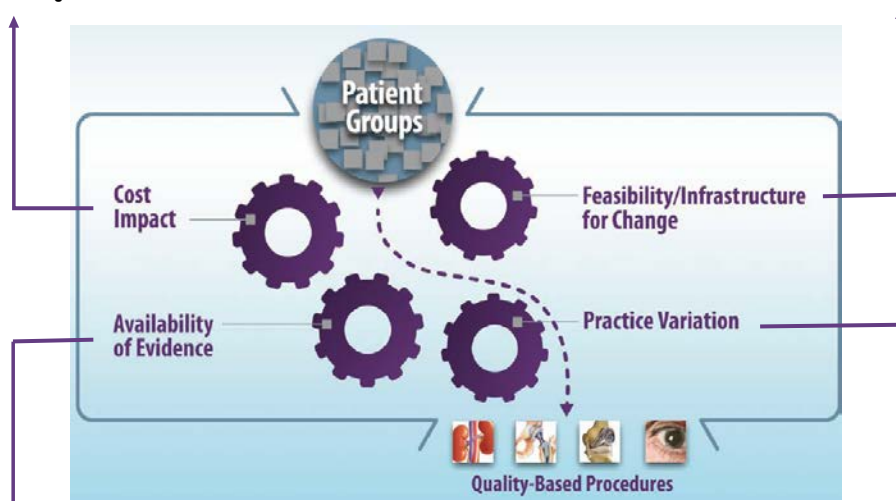 Patient
Groups
Cost
Impact
Feasibility/Infrastructure
for Change
Availability
of Evidence
Practice Variation
Quality-Based Procedures